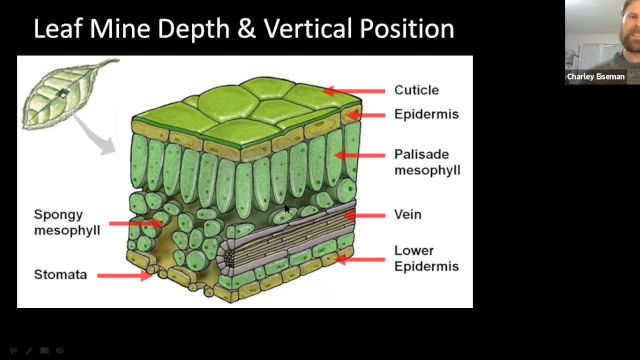 Leaf Mine Depth & Vertical Position
Charley Eiseman
Cuticle
Epidermis
Palisade
mesophyll
Spongy
mesophyll
Vein
Lower
Epidermis
Stomata